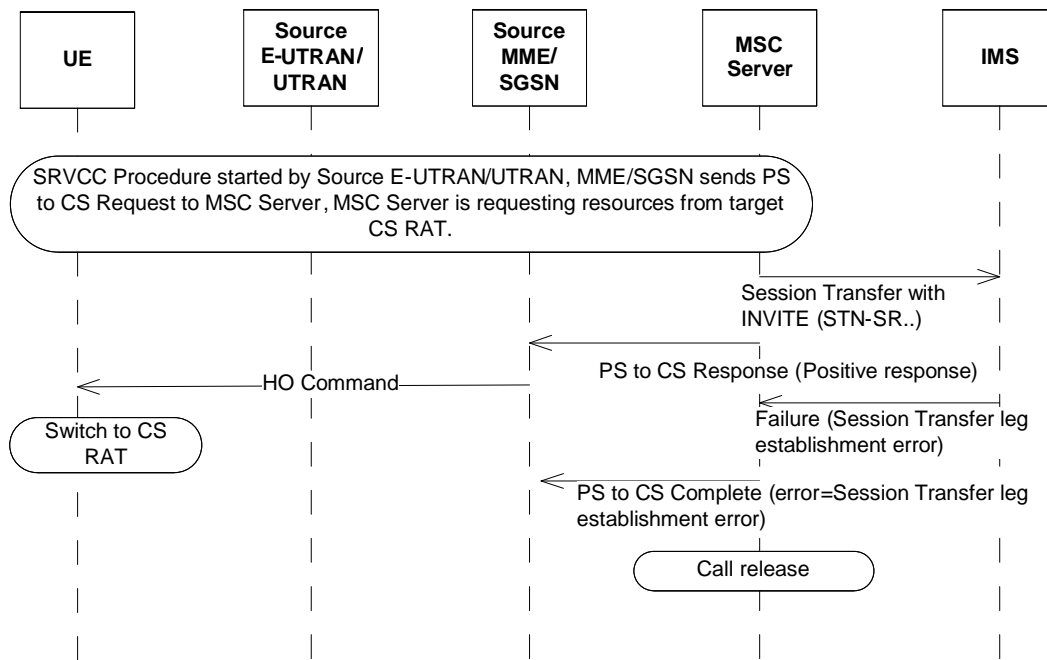 UE
Source
E-UTRAN/
UTRAN
Source
MME/
SGSN
MSC
Server
IMS
SRVCC Procedure started by Source E-UTRAN/UTRAN, MME/SGSN sends PS
to CS Request to MSC Server, MSC Server is requesting resources from target
CS RAT.
Session Transfer with
INVITE (STN-SR..)
PS to CS Response (Positive response)
HO Command
Failure (Session Transfer leg
establishment error)
Switch to CS
RAT
PS to CS Complete (error=Session Transfer leg
establishment error)
Call release